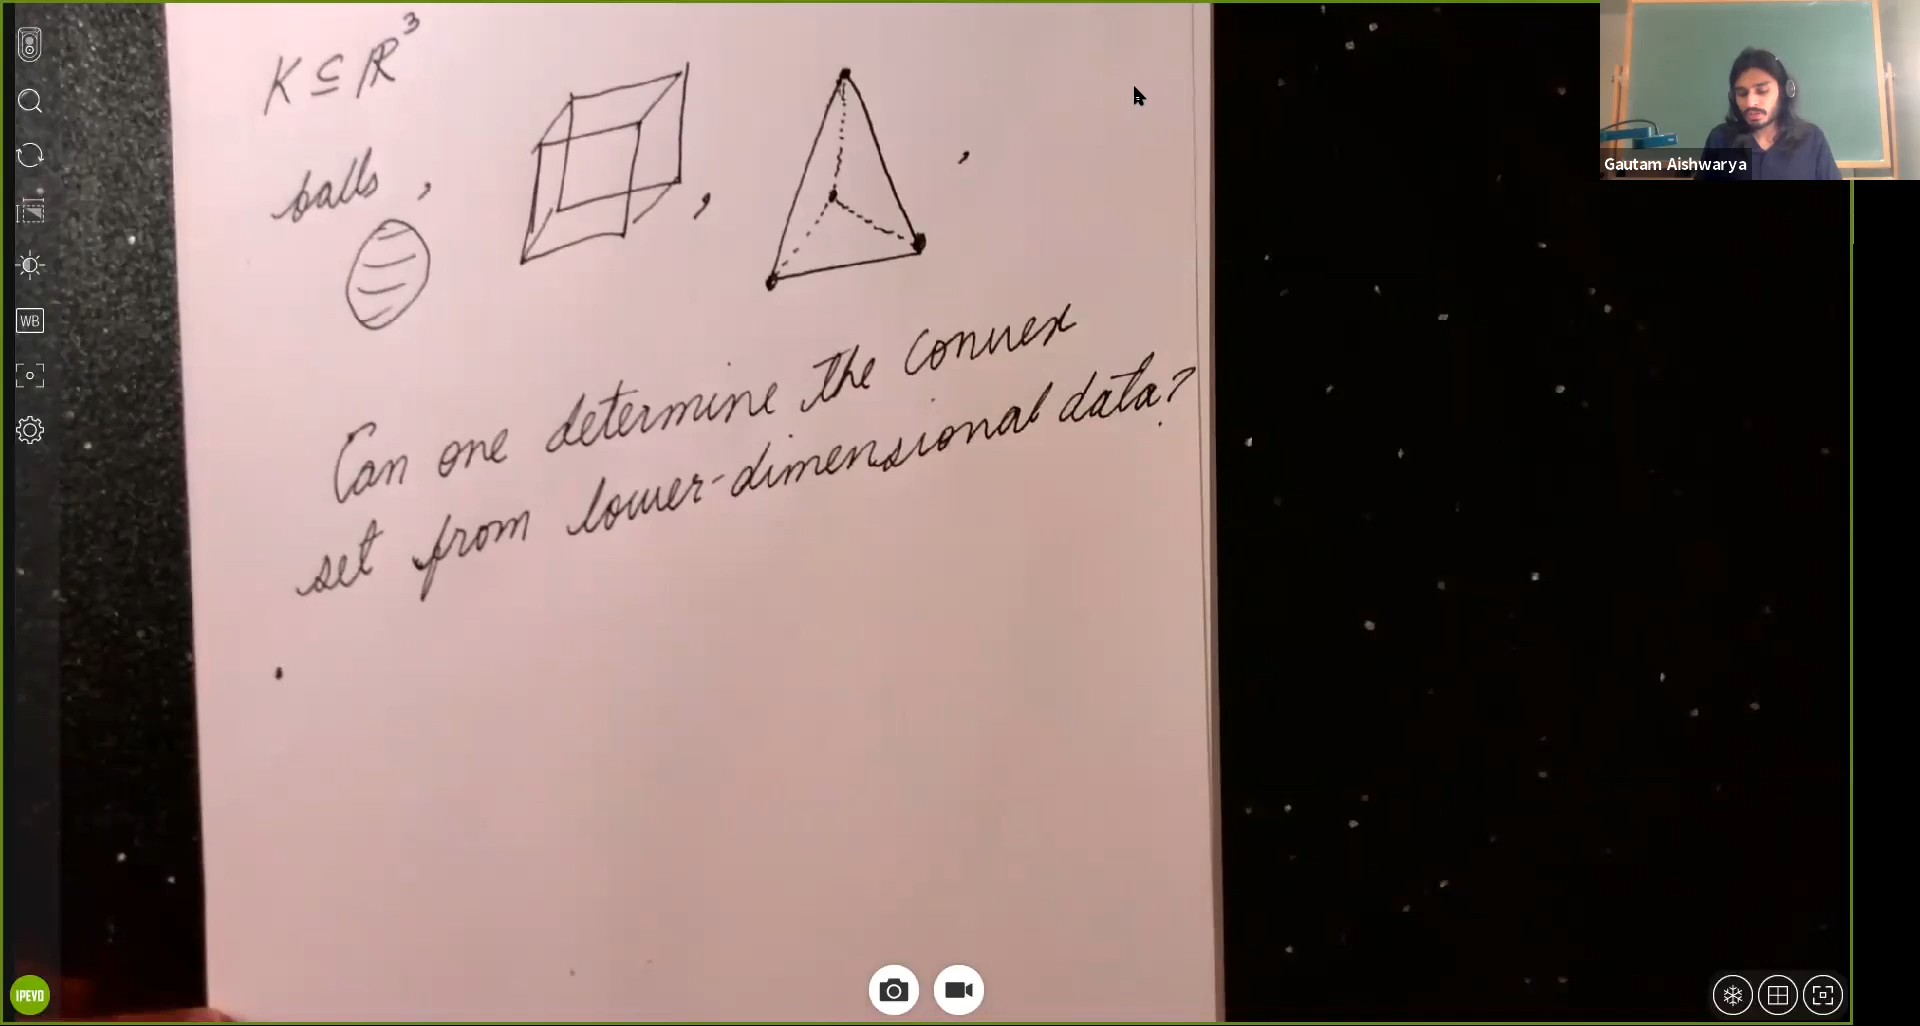 K ⊆ ℝ³
balls , , ,
Can one determine the convex
set from lower-dimensional data?
Gautam Aishwarya
WB
IPEVO